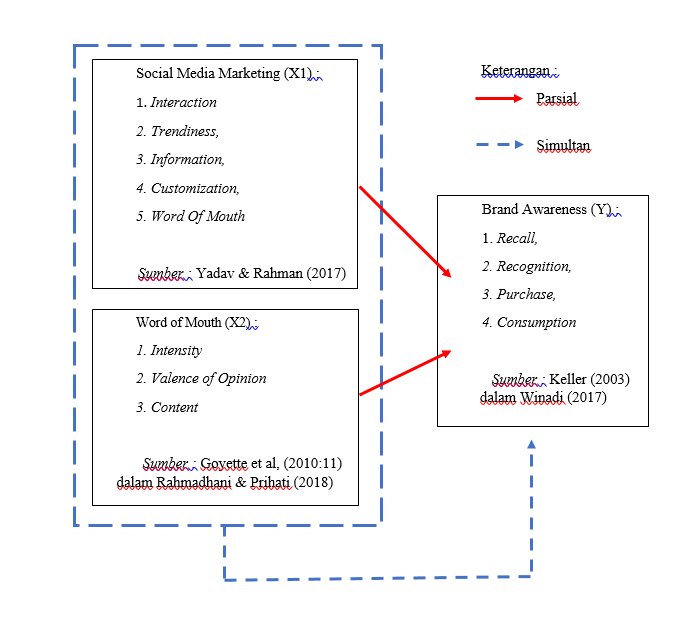 Social Media Marketing (X1) :
1. Interaction
2. Trendiness,
3. Information,
4. Customization,
5. Word Of Mouth
Sumber : Yadav & Rahman (2017)
Word of Mouth (X2) :
1. Intensity
2. Valence of Opinion
3. Content
Sumber : Goyette et al, (2010:11)
dalam Rahmadhani & Prihati (2018)
Keterangan :
Parsial
Simultan
Brand Awareness (Y) :
1. Recall,
2. Recognition,
3. Purchase,
4. Consumption
Sumber : Keller (2003)
dalam Winadi (2017)